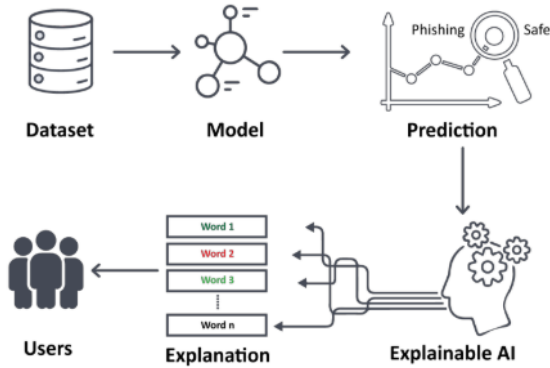 Phishing Safe
Dataset
Model
Prediction
Word 1
Word 2
Word 3
Word n
Users
Explanation
Explainable AI